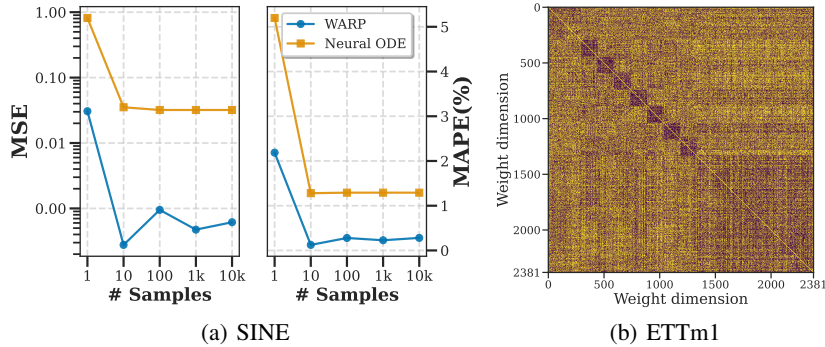 1.00
0.10
0.01
0.00
MSE
1
10
100
1k
10k
# Samples
WARP
Neural ODE
5
4
3
2
1
0
MAPE(%)
1
10
100
1k
10k
# Samples
(a) SINE
0
500
1000
1500
2000
2381
Weight dimension
0
500
1000
1500
2000
2381
Weight dimension
(b) ETTm1